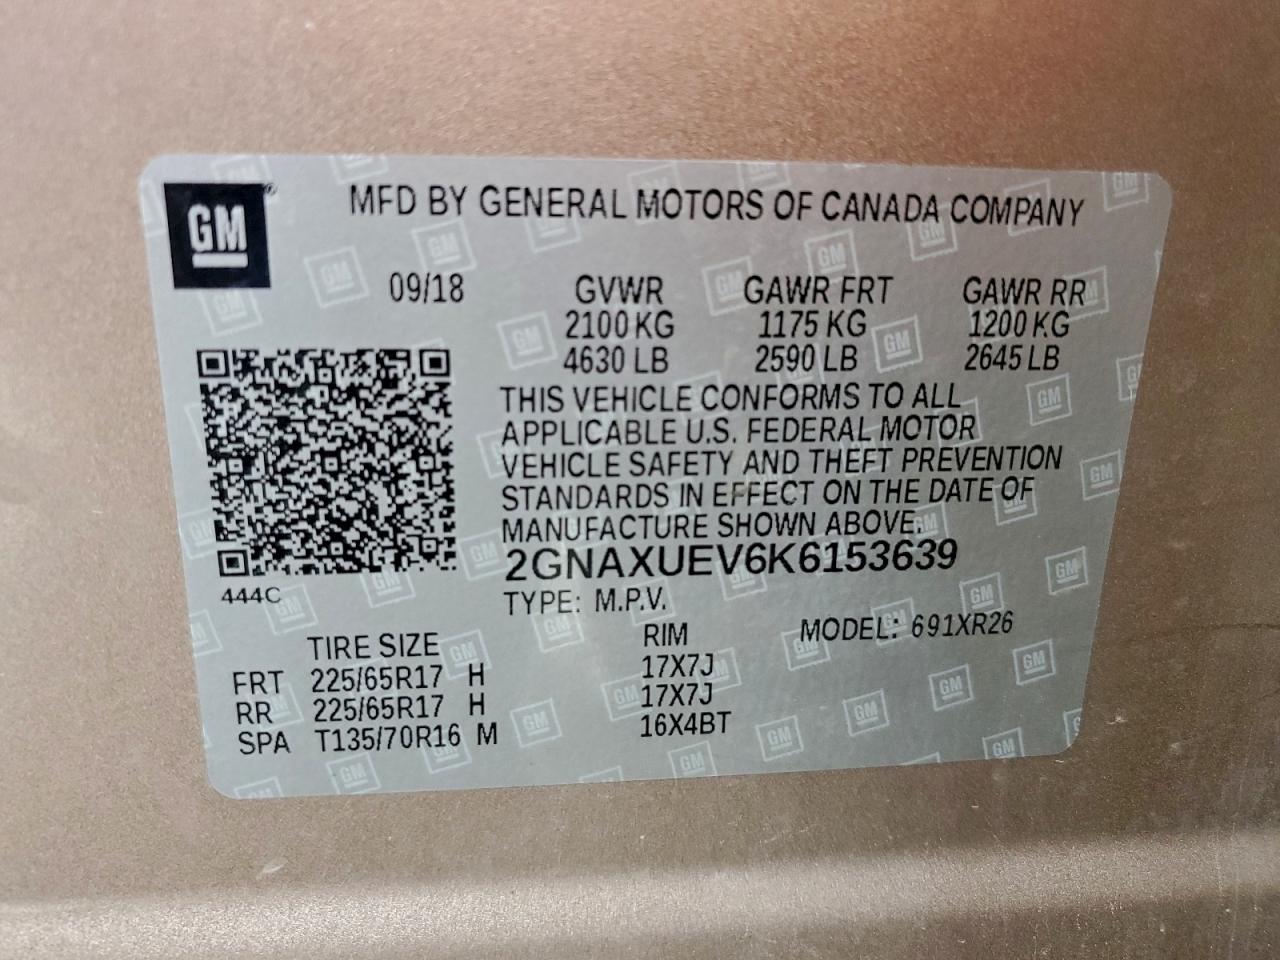 GM
MFD BY GENERAL MOTORS OF CANADA COMPANY
09/18 GVWR GAWR FRT GAWR RR
2100 KG 1175 KG 1200 KG
4630 LB 2590 LB 2645 LB
THIS VEHICLE CONFORMS TO ALL
APPLICABLE U.S. FEDERAL MOTOR
VEHICLE SAFETY AND THEFT PREVENTION
STANDARDS IN EFFECT ON THE DATE OF
MANUFACTURE SHOWN ABOVE.
2GNAXUEV6K6153639
444C
TYPE: M.P.V.
MODEL: 691XR26
TIRE SIZE RIM
FRT 225/65R17 H 17X7J
RR 225/65R17 H 17X7J
SPA T135/70R16 M 16X4BT